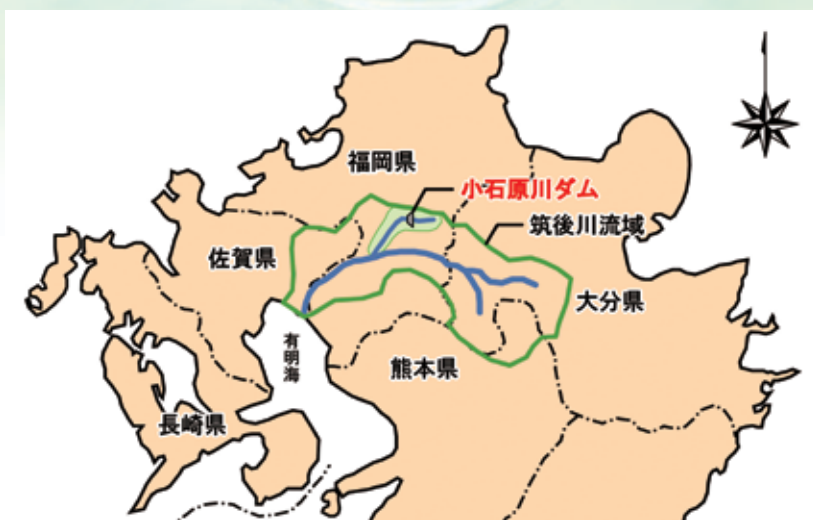 福岡県
小石原川ダム
筑後川流域
佐賀県
大分県
有明海
熊本県
長崎県